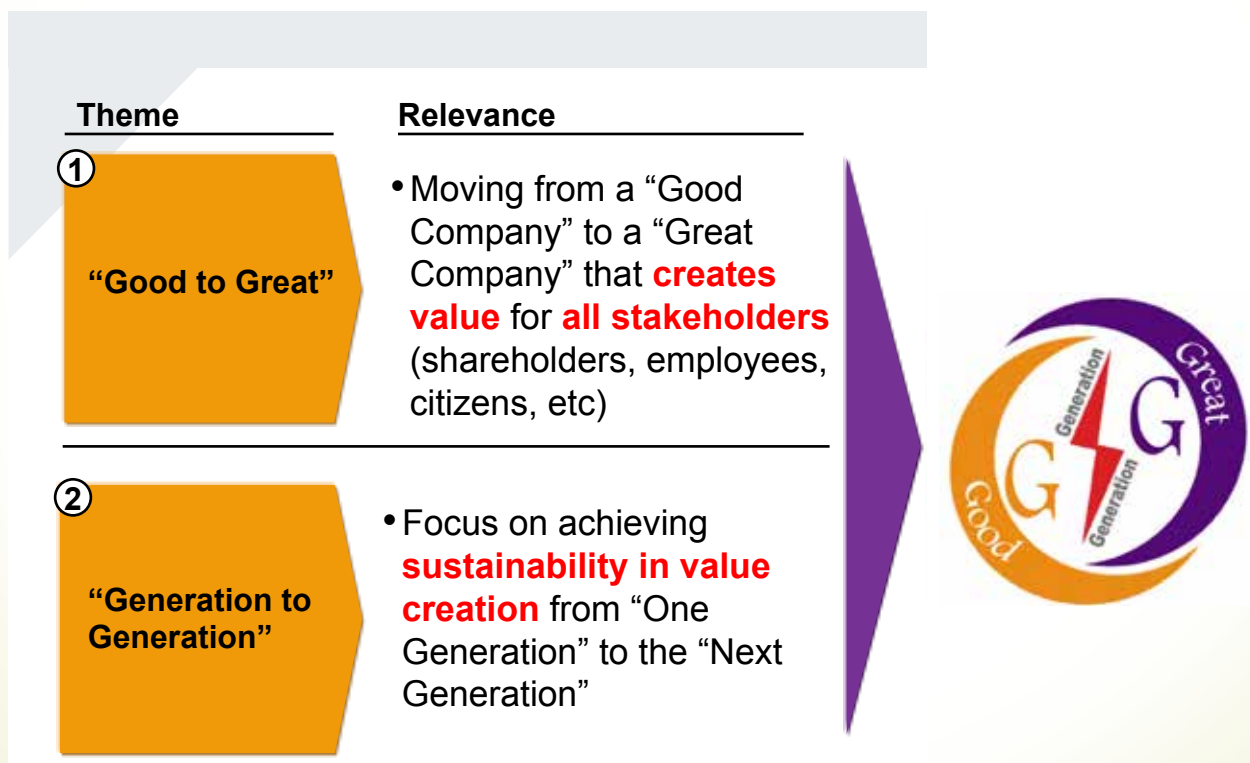 Theme
Relevance
1
“Good to Great”
•Moving from a “Good
Company” to a “Great
Company” that creates
value for all stakeholders
(shareholders, employees,
citizens, etc)
2
“Generation to
Generation”
•Focus on achieving
sustainability in value
creation from “One
Generation” to the “Next
Generation”
Great
Generation
G
G
Generation
Good